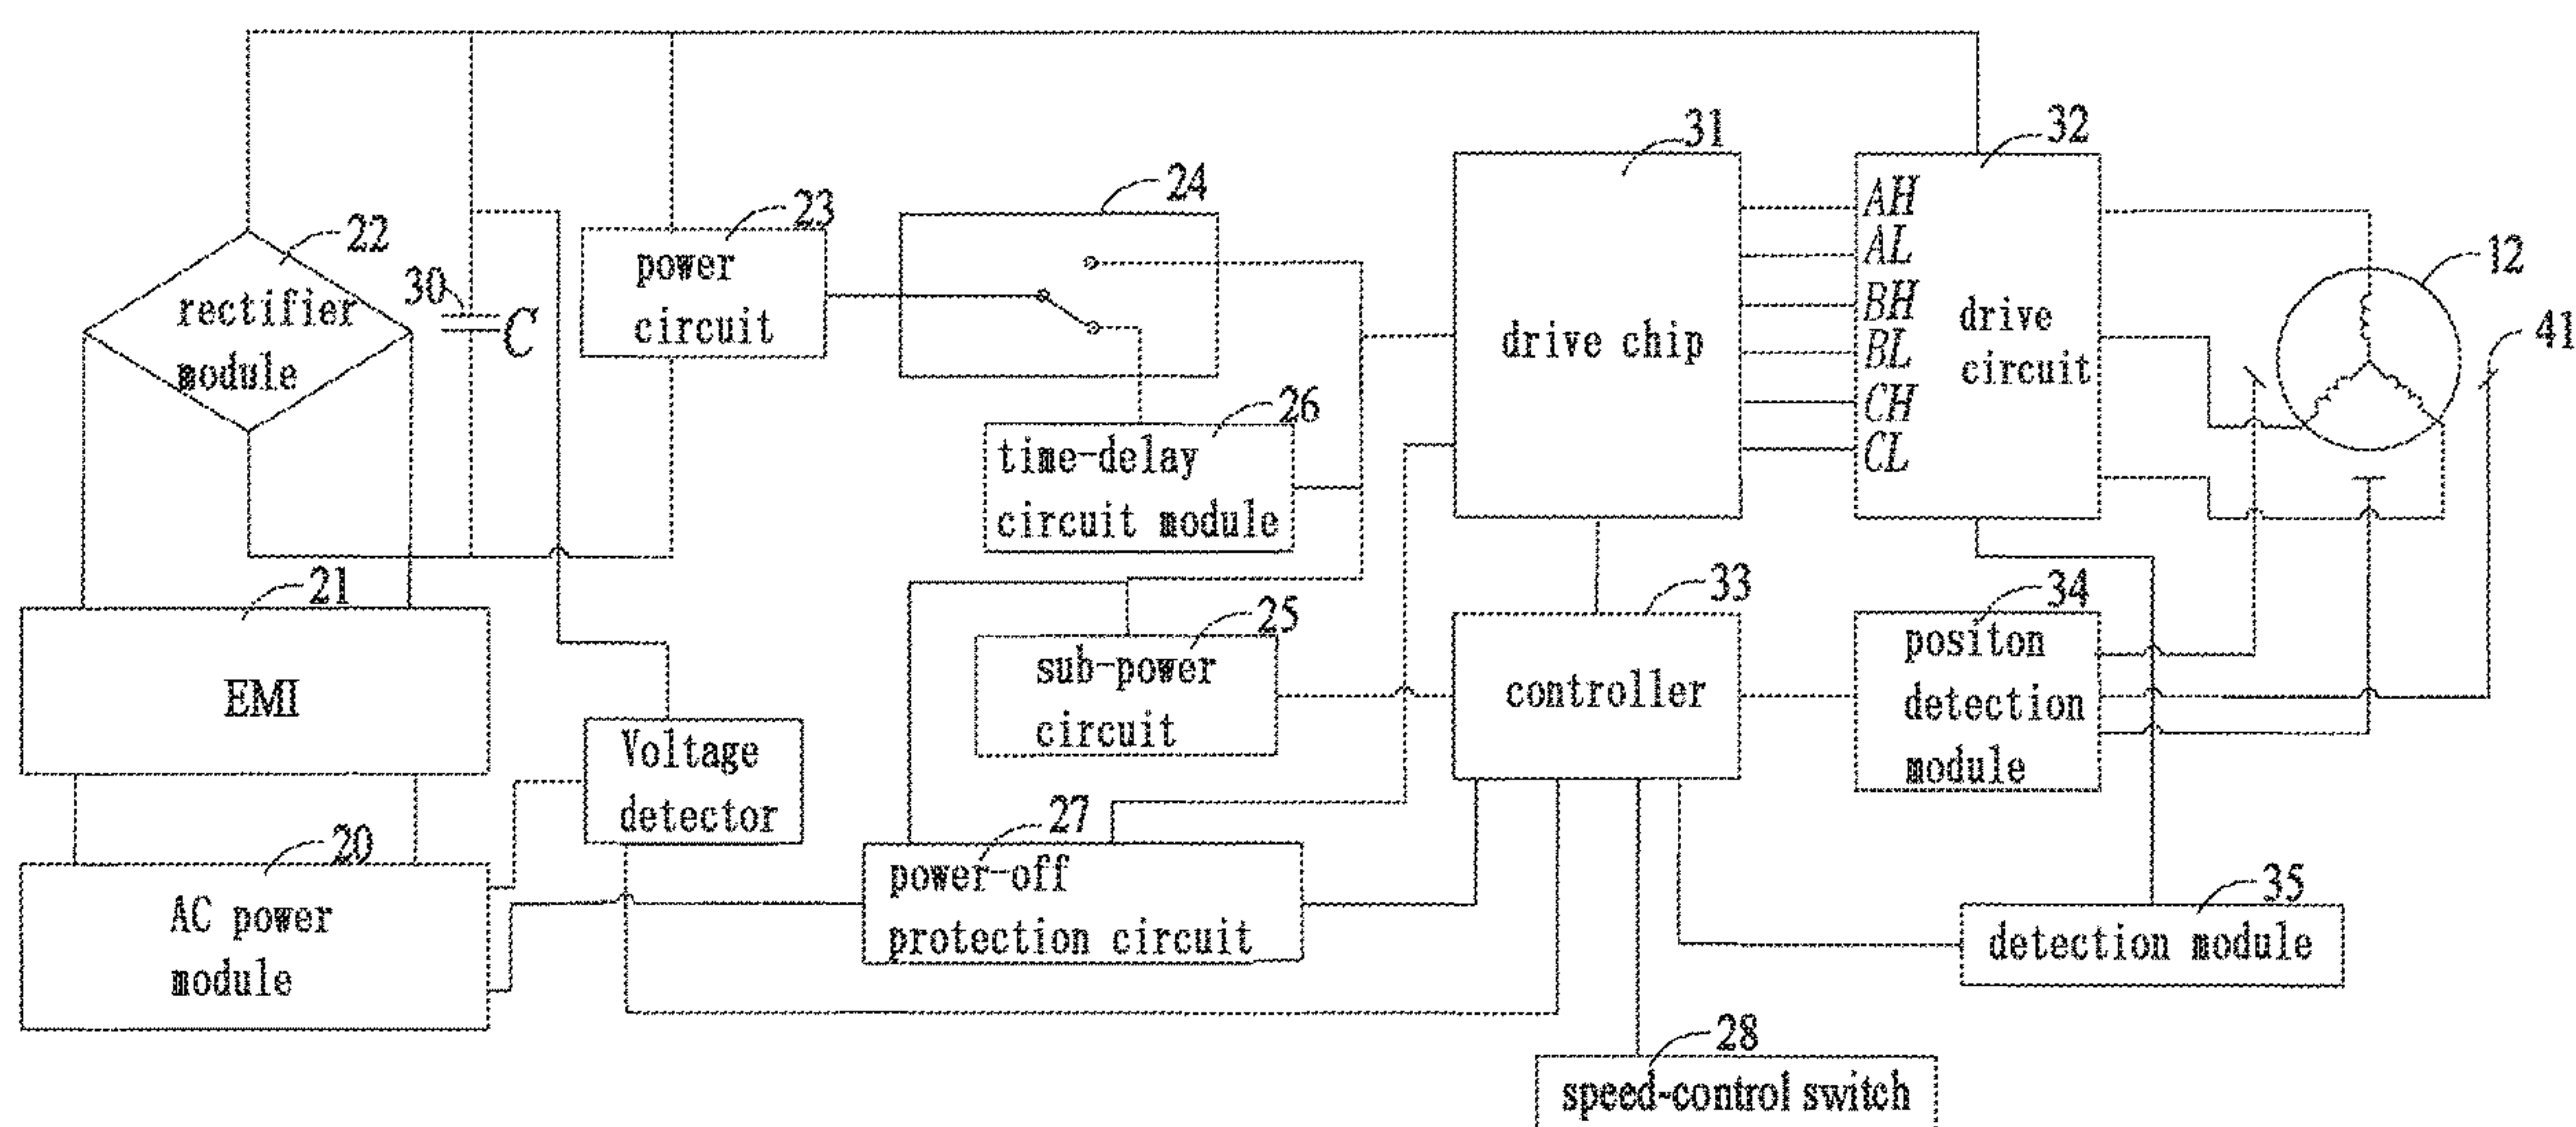 31
32
24
AH
23
22
AL
12
power
circuit
30
C
rectifier
module
BH
drive
circuit
BL
drive chip
41
CH
26
CL
time-delay
circuit module
21
33
34
25
positon
detection
module
sub-power
circuit
EMI
controller
Voltage
detector
27
20
power-off
protection circuit
35
AC power
module
detection module
28
speed-control switch